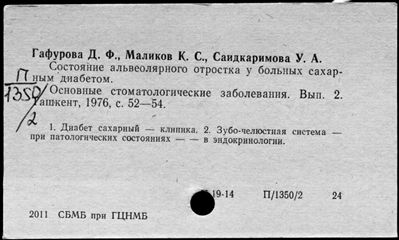 Гафурова Д. Ф., Маликов К. С., Саидкаримова У. А.
Состояние альвеолярного отростка у больных сахар-
ным диабетом.
П
1350
2
Основные стоматологические заболевания. Вып. 2.
Ташкент, 1976, с. 52—54.
1. Диабет сахарный — клиника. 2. Зубо-челюстная система —
при патологических состояниях — — в эндокринологии.
19-14 П/1350/2 24
2011 СБМБ при ГЦНМБ